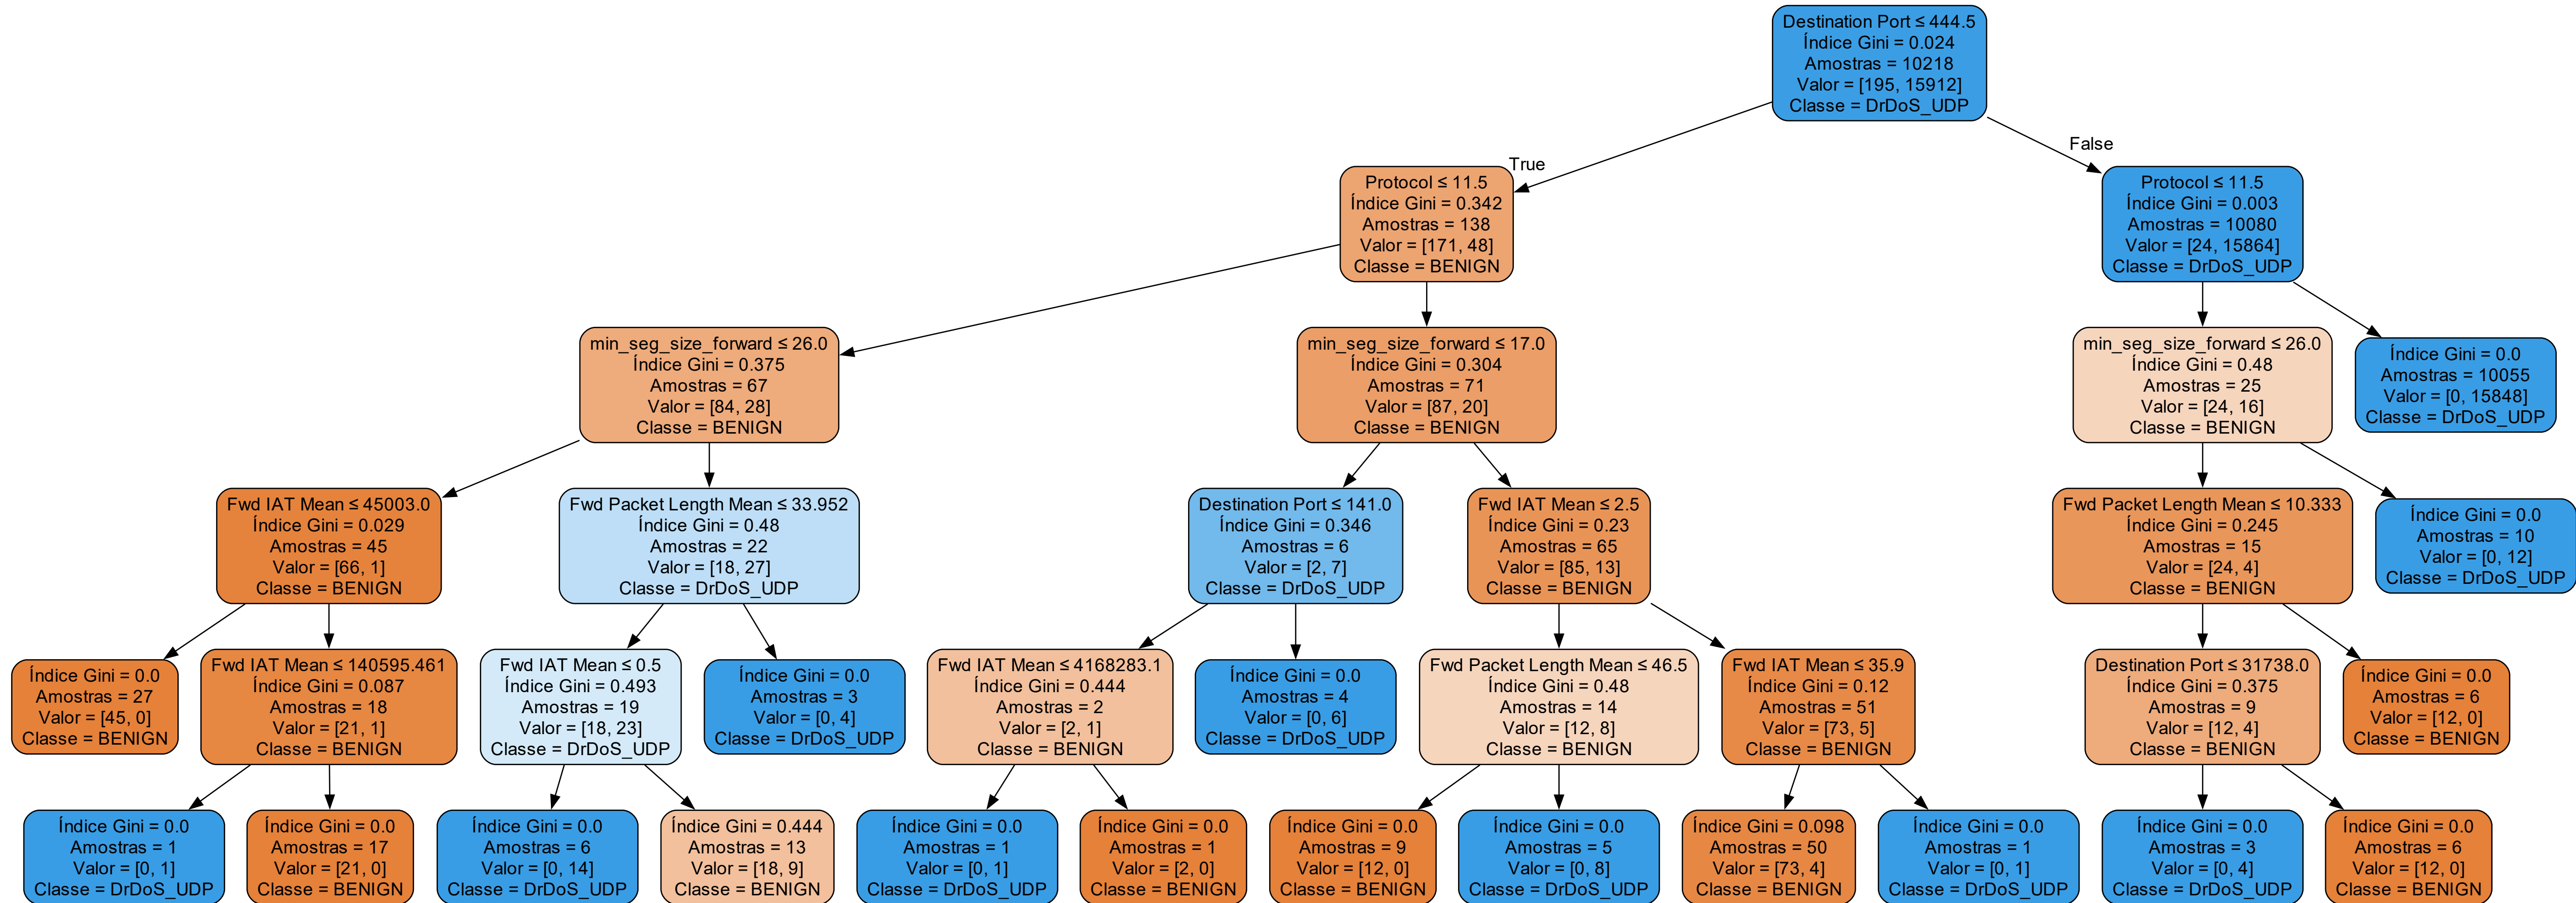 Destination Port ≤ 444.5
Índice Gini = 0.024
Amostras = 10218
Valor = [195, 15912]
Classe = DrDoS_UDP
True
False
Protocol ≤ 11.5
Índice Gini = 0.342
Amostras = 138
Valor = [171, 48]
Classe = BENIGN
Protocol ≤ 11.5
Índice Gini = 0.003
Amostras = 10080
Valor = [24, 15864]
Classe = DrDoS_UDP
min_seg_size_forward ≤ 26.0
Índice Gini = 0.375
Amostras = 67
Valor = [84, 28]
Classe = BENIGN
min_seg_size_forward ≤ 17.0
Índice Gini = 0.304
Amostras = 71
Valor = [87, 20]
Classe = BENIGN
min_seg_size_forward ≤ 26.0
Índice Gini = 0.48
Amostras = 25
Valor = [24, 16]
Classe = BENIGN
Índice Gini = 0.0
Amostras = 10055
Valor = [0, 15848]
Classe = DrDoS_UDP
Fwd IAT Mean ≤ 45003.0
Índice Gini = 0.029
Amostras = 45
Valor = [66, 1]
Classe = BENIGN
Fwd Packet Length Mean ≤ 33.952
Índice Gini = 0.48
Amostras = 22
Valor = [18, 27]
Classe = DrDoS_UDP
Destination Port ≤ 141.0
Índice Gini = 0.346
Amostras = 6
Valor = [2, 7]
Classe = DrDoS_UDP
Fwd IAT Mean ≤ 2.5
Índice Gini = 0.23
Amostras = 65
Valor = [85, 13]
Classe = BENIGN
Fwd Packet Length Mean ≤ 10.333
Índice Gini = 0.245
Amostras = 15
Valor = [24, 4]
Classe = BENIGN
Índice Gini = 0.0
Amostras = 10
Valor = [0, 12]
Classe = DrDoS_UDP
Índice Gini = 0.0
Amostras = 27
Valor = [45, 0]
Classe = BENIGN
Fwd IAT Mean ≤ 140595.461
Índice Gini = 0.087
Amostras = 18
Valor = [21, 1]
Classe = BENIGN
Fwd IAT Mean ≤ 0.5
Índice Gini = 0.493
Amostras = 19
Valor = [18, 23]
Classe = DrDoS_UDP
Índice Gini = 0.0
Amostras = 3
Valor = [0, 4]
Classe = DrDoS_UDP
Fwd IAT Mean ≤ 4168283.1
Índice Gini = 0.444
Amostras = 2
Valor = [2, 1]
Classe = BENIGN
Índice Gini = 0.0
Amostras = 4
Valor = [0, 6]
Classe = DrDoS_UDP
Fwd Packet Length Mean ≤ 46.5
Índice Gini = 0.48
Amostras = 14
Valor = [12, 8]
Classe = BENIGN
Fwd IAT Mean ≤ 35.9
Índice Gini = 0.12
Amostras = 51
Valor = [73, 5]
Classe = BENIGN
Destination Port ≤ 31738.0
Índice Gini = 0.375
Amostras = 9
Valor = [12, 4]
Classe = BENIGN
Índice Gini = 0.0
Amostras = 6
Valor = [12, 0]
Classe = BENIGN
Índice Gini = 0.0
Amostras = 1
Valor = [0, 1]
Classe = DrDoS_UDP
Índice Gini = 0.0
Amostras = 17
Valor = [21, 0]
Classe = BENIGN
Índice Gini = 0.0
Amostras = 6
Valor = [0, 14]
Classe = DrDoS_UDP
Índice Gini = 0.444
Amostras = 13
Valor = [18, 9]
Classe = BENIGN
Índice Gini = 0.0
Amostras = 1
Valor = [0, 1]
Classe = DrDoS_UDP
Índice Gini = 0.0
Amostras = 1
Valor = [2, 0]
Classe = BENIGN
Índice Gini = 0.0
Amostras = 9
Valor = [12, 0]
Classe = BENIGN
Índice Gini = 0.0
Amostras = 5
Valor = [0, 8]
Classe = DrDoS_UDP
Índice Gini = 0.098
Amostras = 50
Valor = [73, 4]
Classe = BENIGN
Índice Gini = 0.0
Amostras = 1
Valor = [0, 1]
Classe = DrDoS_UDP
Índice Gini = 0.0
Amostras = 3
Valor = [0, 4]
Classe = DrDoS_UDP
Índice Gini = 0.0
Amostras = 6
Valor = [12, 0]
Classe = BENIGN